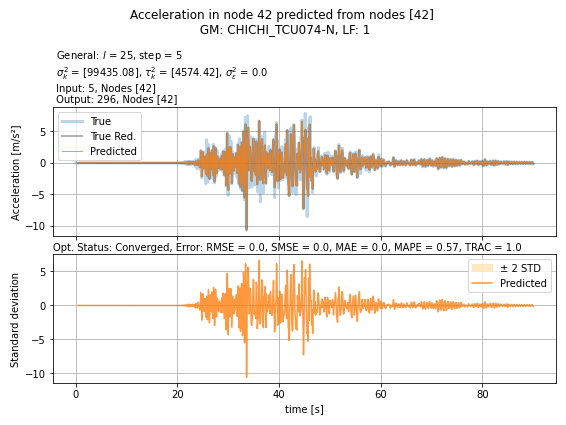 Acceleration in node 42 predicted from nodes [42]
GM: CHICHI_TCU074-N, LF: 1
General: l = 25, step = 5
σ²ₖ = [99435.08], τ²ₖ = [4574.42], σ²ε = 0.0
Input: 5, Nodes [42]
Output: 296, Nodes [42]
True
True Red.
Predicted
Acceleration [m/s²]
5
0
−5
−10
Opt. Status: Converged, Error: RMSE = 0.0, SMSE = 0.0, MAE = 0.0, MAPE = 0.57, TRAC = 1.0
± 2 STD
Predicted
Standard deviation
5
0
−5
−10
0 20 40 60 80
time [s]